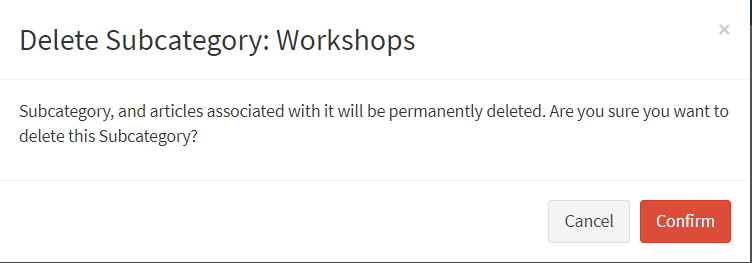 Delete Subcategory: Workshops
×
Subcategory, and articles associated with it will be permanently deleted. Are you sure you want to
delete this Subcategory?
Cancel
Confirm